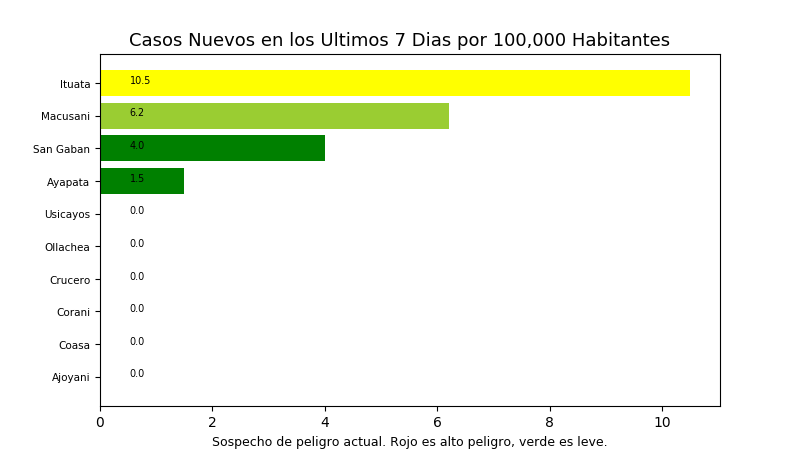 Casos Nuevos en los Ultimos 7 Dias por 100,000 Habitantes
Ituata 10.5
Macusani 6.2
San Gaban 4.0
Ayapata 1.5
Usicayos 0.0
Ollachea 0.0
Crucero 0.0
Corani 0.0
Coasa 0.0
Ajoyani 0.0
0 2 4 6 8 10
Sospecho de peligro actual. Rojo es alto peligro, verde es leve.